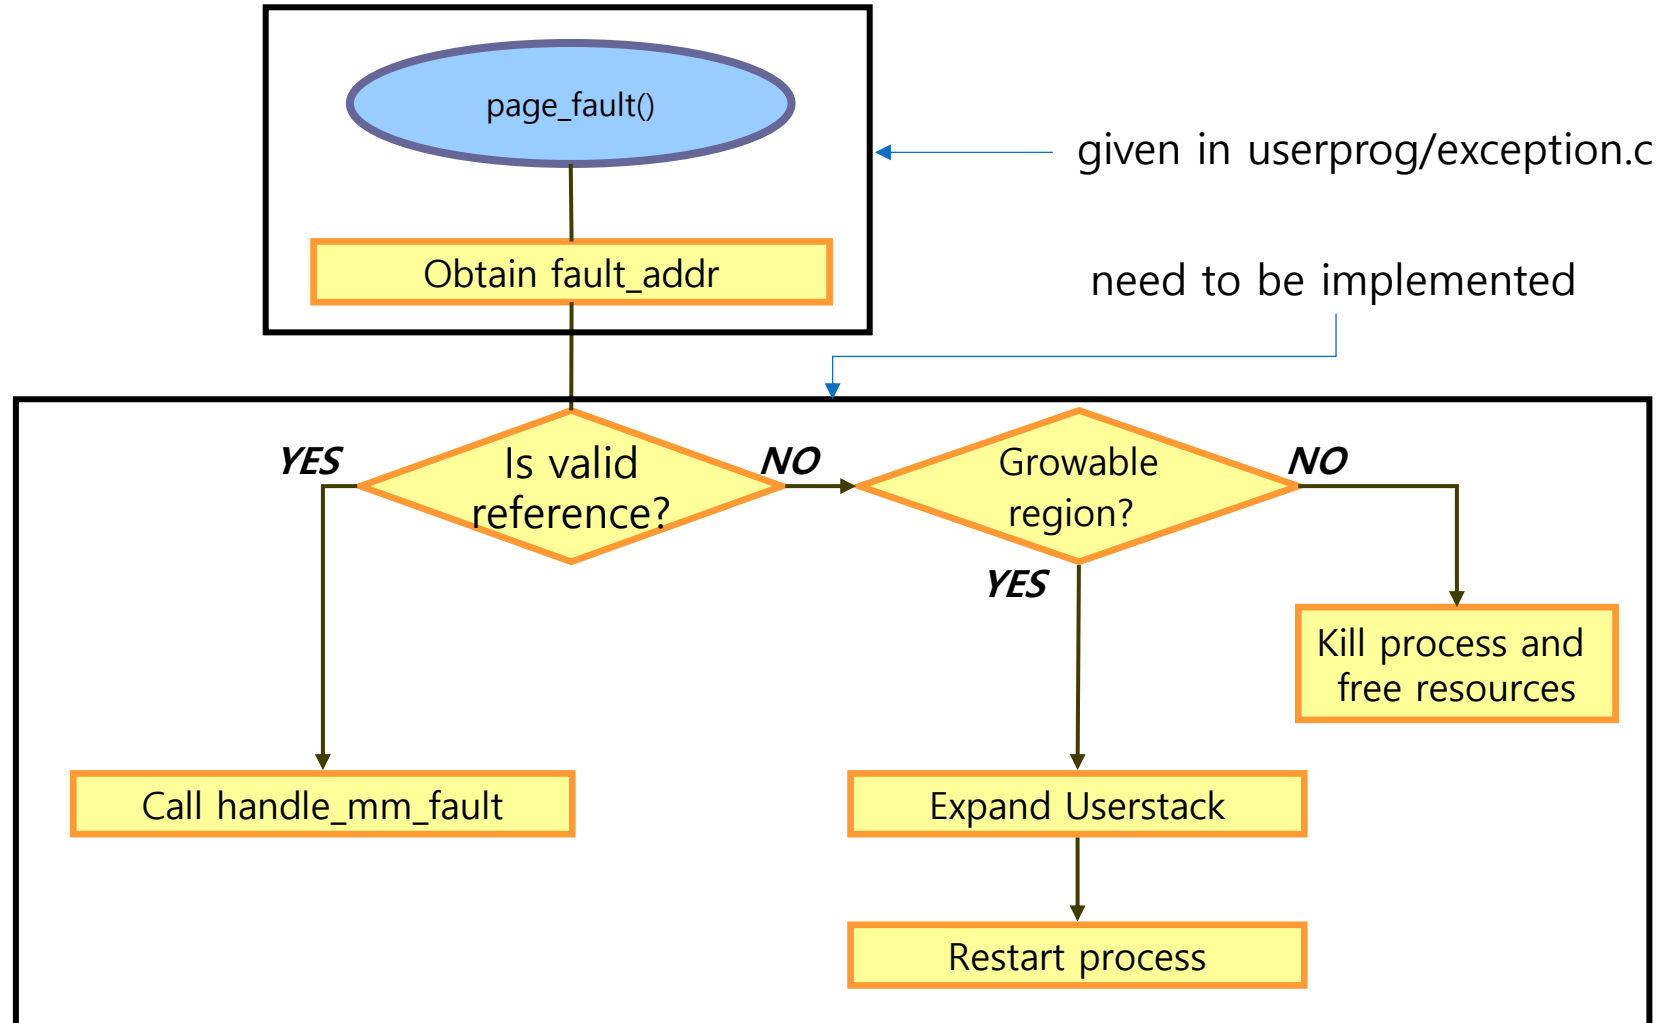 page_fault()
given in userprog/exception.c
Obtain fault_addr
need to be implemented
YES
Is valid
reference?
NO
Growable
region?
NO
YES
Kill process and
free resources
Call handle_mm_fault
Expand Userstack
Restart process